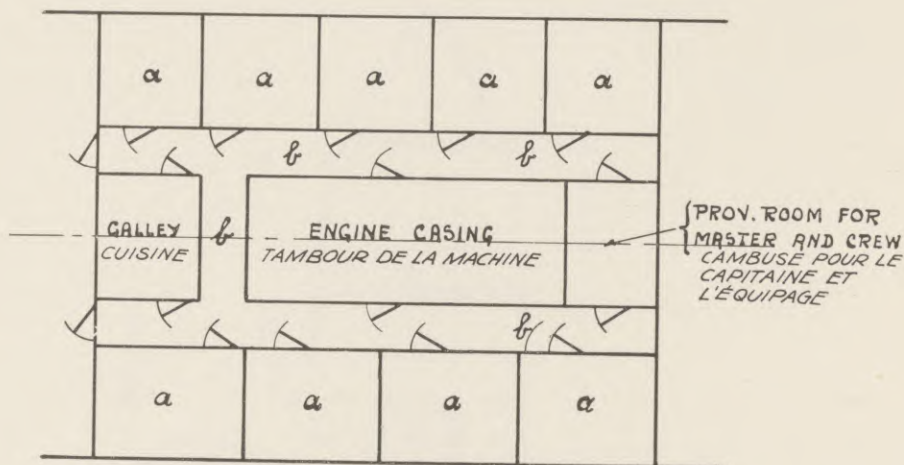 a a a a a
b b
GALLEY
CUISINE
b
ENGINE CASING
TAMBOUR DE LA MACHINE
PROV. ROOM FOR
MASTER AND CREW
CAMBUSE POUR LE
CAPITAINE ET
L'ÉQUIPAGE
b
a a a a